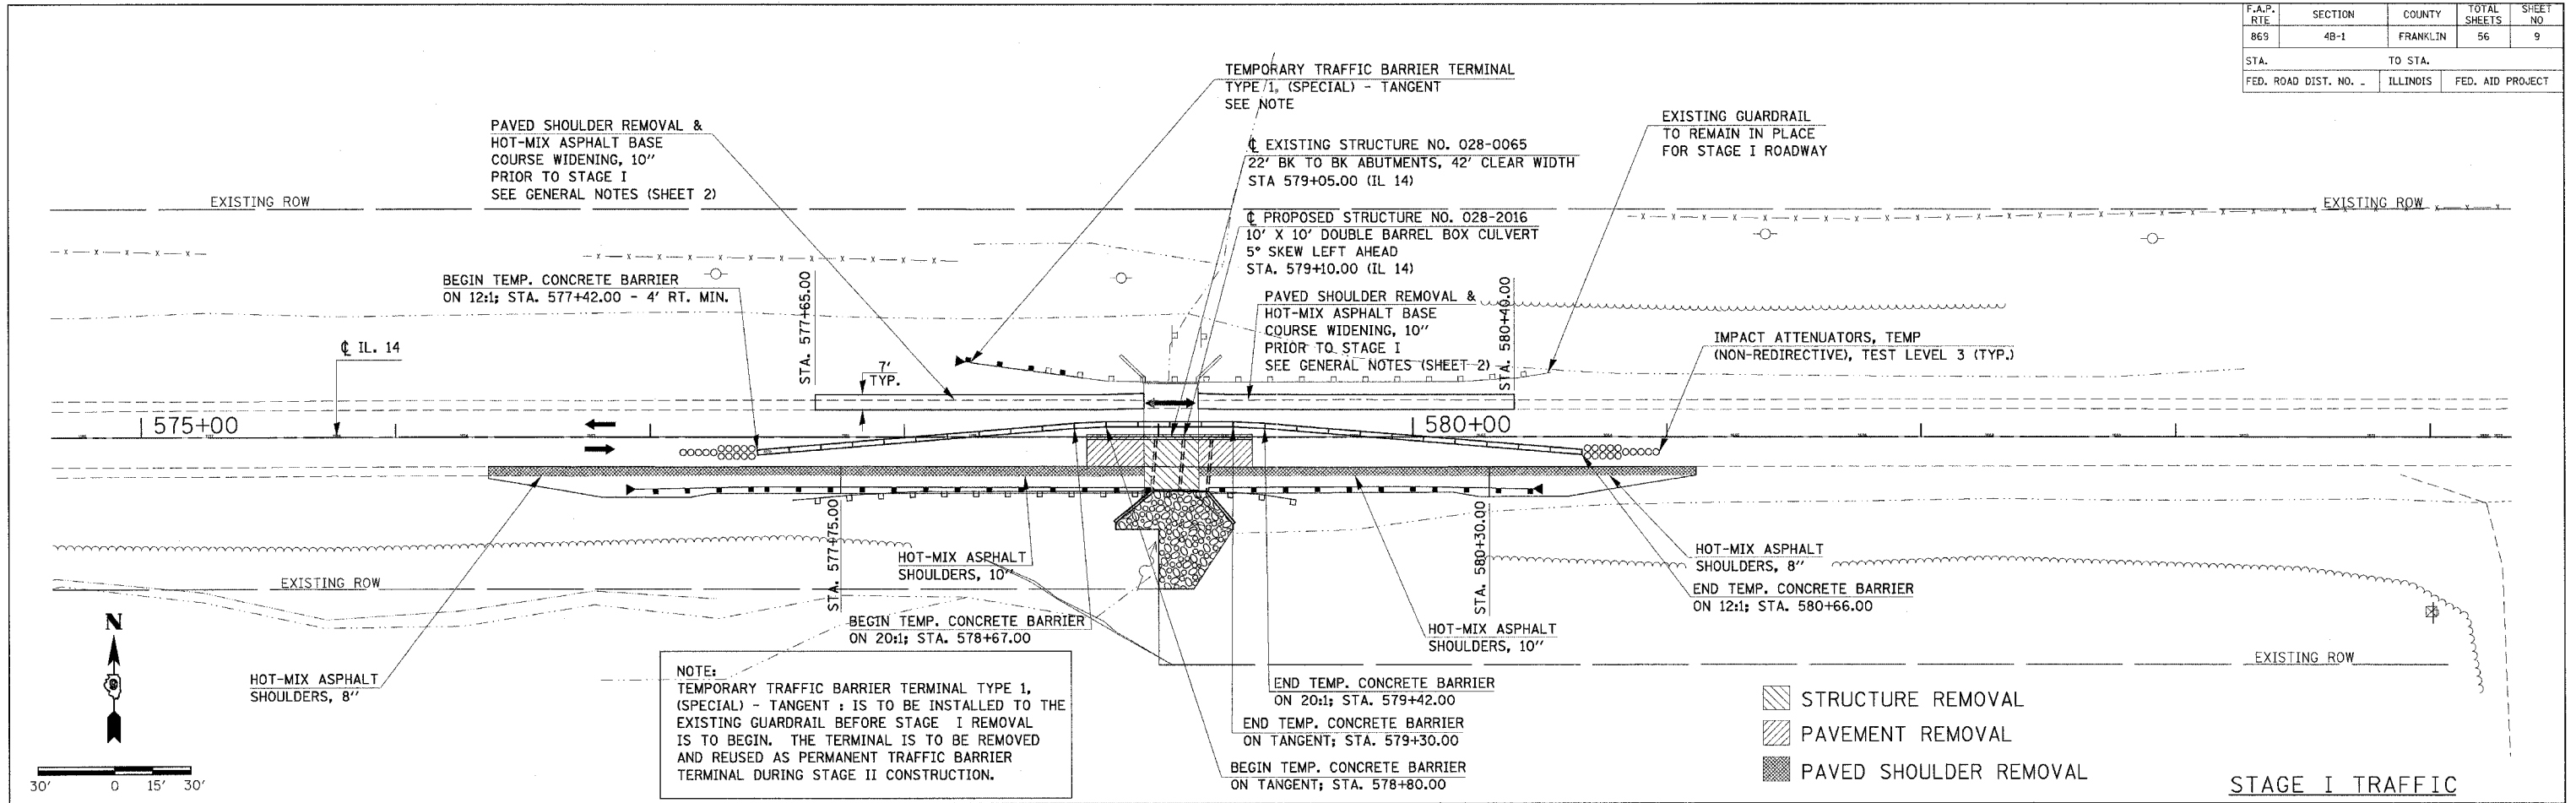 F.A.P. RTE SECTION COUNTY TOTAL SHEETS SHEET NO
869 4B-1 FRANKLIN 56 9
STA. TO STA.
FED. ROAD DIST. NO. _ ILLINOIS FED. AID PROJECT
TEMPORARY TRAFFIC BARRIER TERMINAL
TYPE 1, (SPECIAL) - TANGENT
SEE NOTE
PAVED SHOULDER REMOVAL &
HOT-MIX ASPHALT BASE
COURSE WIDENING, 10"
PRIOR TO STAGE I
SEE GENERAL NOTES (SHEET 2)
EXISTING GUARDRAIL
TO REMAIN IN PLACE
FOR STAGE I ROADWAY
℄ EXISTING STRUCTURE NO. 028-0065
22' BK TO BK ABUTMENTS, 42' CLEAR WIDTH
STA 579+05.00 (IL 14)
EXISTING ROW
EXISTING ROW
℄ PROPOSED STRUCTURE NO. 028-2016
10' X 10' DOUBLE BARREL BOX CULVERT
5° SKEW LEFT AHEAD
STA. 579+10.00 (IL 14)
BEGIN TEMP. CONCRETE BARRIER
ON 12:1; STA. 577+42.00 - 4' RT. MIN.
STA. 577+65.00
PAVED SHOULDER REMOVAL &
HOT-MIX ASPHALT BASE
COURSE WIDENING, 10"
PRIOR TO STAGE I
SEE GENERAL NOTES (SHEET 2)
STA. 580+40.00
IMPACT ATTENUATORS, TEMP
(NON-REDIRECTIVE), TEST LEVEL 3 (TYP.)
℄ IL. 14
7'
TYP.
575+00
580+00
STA. 577+75.00
STA. 580+30.00
HOT-MIX ASPHALT
SHOULDERS, 10"
HOT-MIX ASPHALT
SHOULDERS, 8"
EXISTING ROW
END TEMP. CONCRETE BARRIER
ON 12:1; STA. 580+66.00
BEGIN TEMP. CONCRETE BARRIER
ON 20:1; STA. 578+67.00
HOT-MIX ASPHALT
SHOULDERS, 10"
EXISTING ROW
N
HOT-MIX ASPHALT
SHOULDERS, 8"
NOTE:
TEMPORARY TRAFFIC BARRIER TERMINAL TYPE 1,
(SPECIAL) - TANGENT : IS TO BE INSTALLED TO THE
EXISTING GUARDRAIL BEFORE STAGE I REMOVAL
IS TO BEGIN. THE TERMINAL IS TO BE REMOVED
AND REUSED AS PERMANENT TRAFFIC BARRIER
TERMINAL DURING STAGE II CONSTRUCTION.
END TEMP. CONCRETE BARRIER
ON 20:1; STA. 579+42.00
END TEMP. CONCRETE BARRIER
ON TANGENT; STA. 579+30.00
BEGIN TEMP. CONCRETE BARRIER
ON TANGENT; STA. 578+80.00
STRUCTURE REMOVAL
PAVEMENT REMOVAL
PAVED SHOULDER REMOVAL
30' 0 15' 30'
STAGE I TRAFFIC